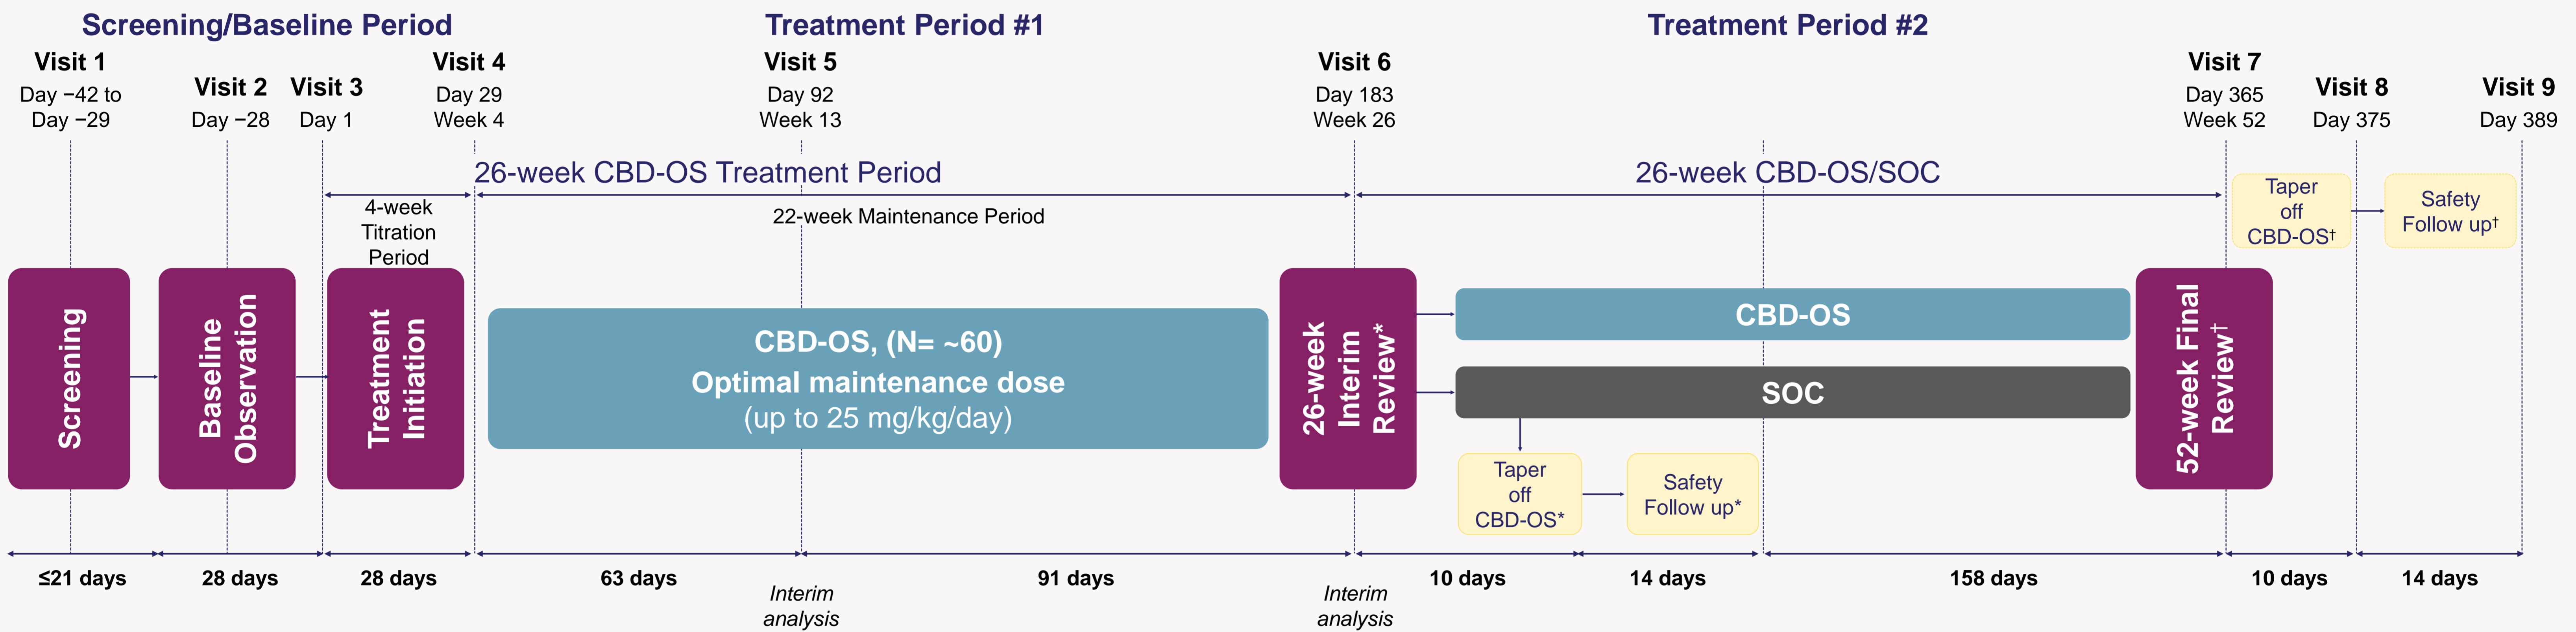 Screening/Baseline Period
Treatment Period #1
Treatment Period #2
Visit 1
Day −42 to
Day −29
Visit 2
Day −28
Visit 3
Day 1
Visit 4
Day 29
Week 4
Visit 5
Day 92
Week 13
Visit 6
Day 183
Week 26
Visit 7
Day 365
Week 52
Visit 8
Day 375
Visit 9
Day 389
26-week CBD-OS Treatment Period
26-week CBD-OS/SOC
4-week
Titration
Period
22-week Maintenance Period
Taper
off
CBD-OS†
Safety
Follow up†
Screening
Baseline
Observation
Treatment
Initiation
CBD-OS, (N= ~60)
Optimal maintenance dose
(up to 25 mg/kg/day)
26-week
Interim
Review*
CBD-OS
SOC
Taper
off
CBD-OS*
Safety
Follow up*
52-week Final
Review†
≤21 days
28 days
28 days
63 days
91 days
10 days
14 days
158 days
10 days
14 days
Interim
analysis
Interim
analysis